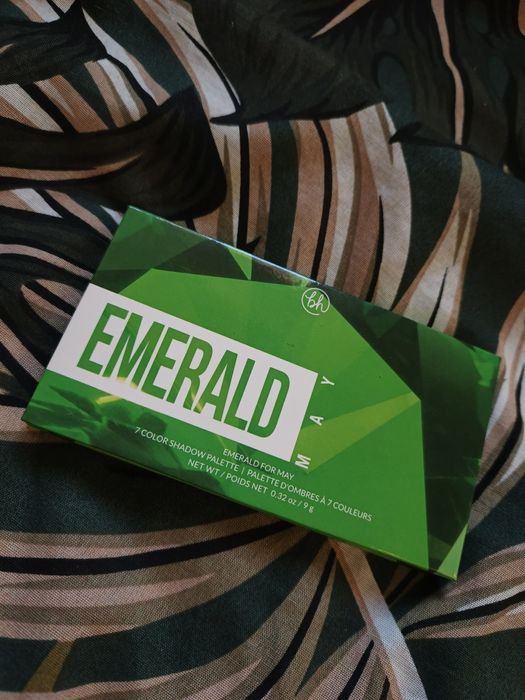 bh
EMERALD
MAY
EMERALD FOR MAY
7 COLOR SHADOW PALETTE | PALETTE D'OMBRES À 7 COULEURS
NET WT / POIDS NET 0.32 oz / 9 g